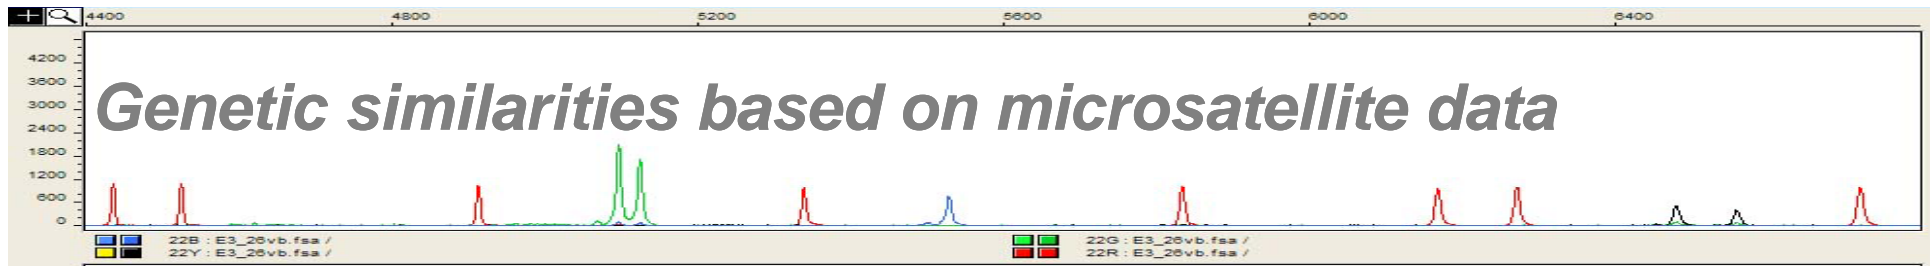 4400 4800 5200 5600 6000 6400
4200
3600
3000
Genetic similarities based on microsatellite data
2400
1800
1200
600
0
22B : E3_26vb.fsa / 22G : E3_26vb.fsa /
22Y : E3_26vb.fsa / 22R : E3_26vb.fsa /